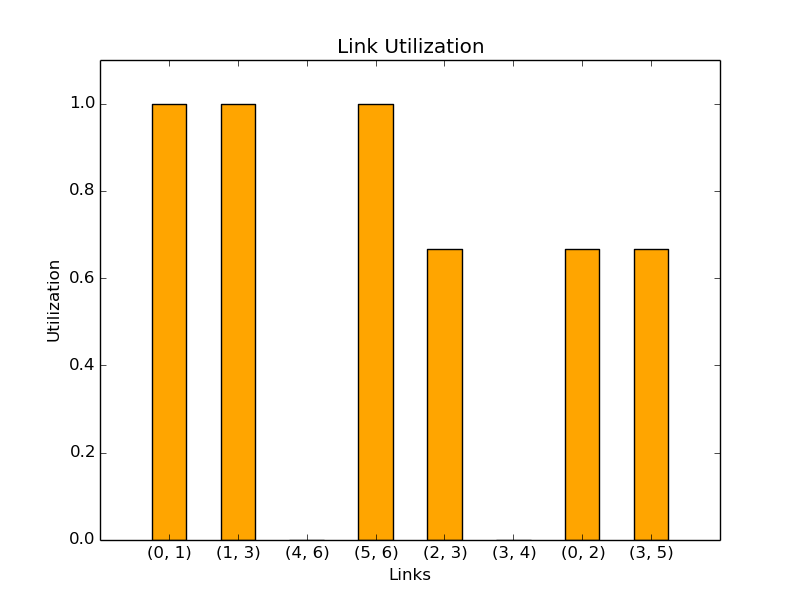 Link Utilization
1.0
0.8
0.6
0.4
0.2
0.0
Utilization
(0, 1) (1, 3) (4, 6) (5, 6) (2, 3) (3, 4) (0, 2) (3, 5)
Links